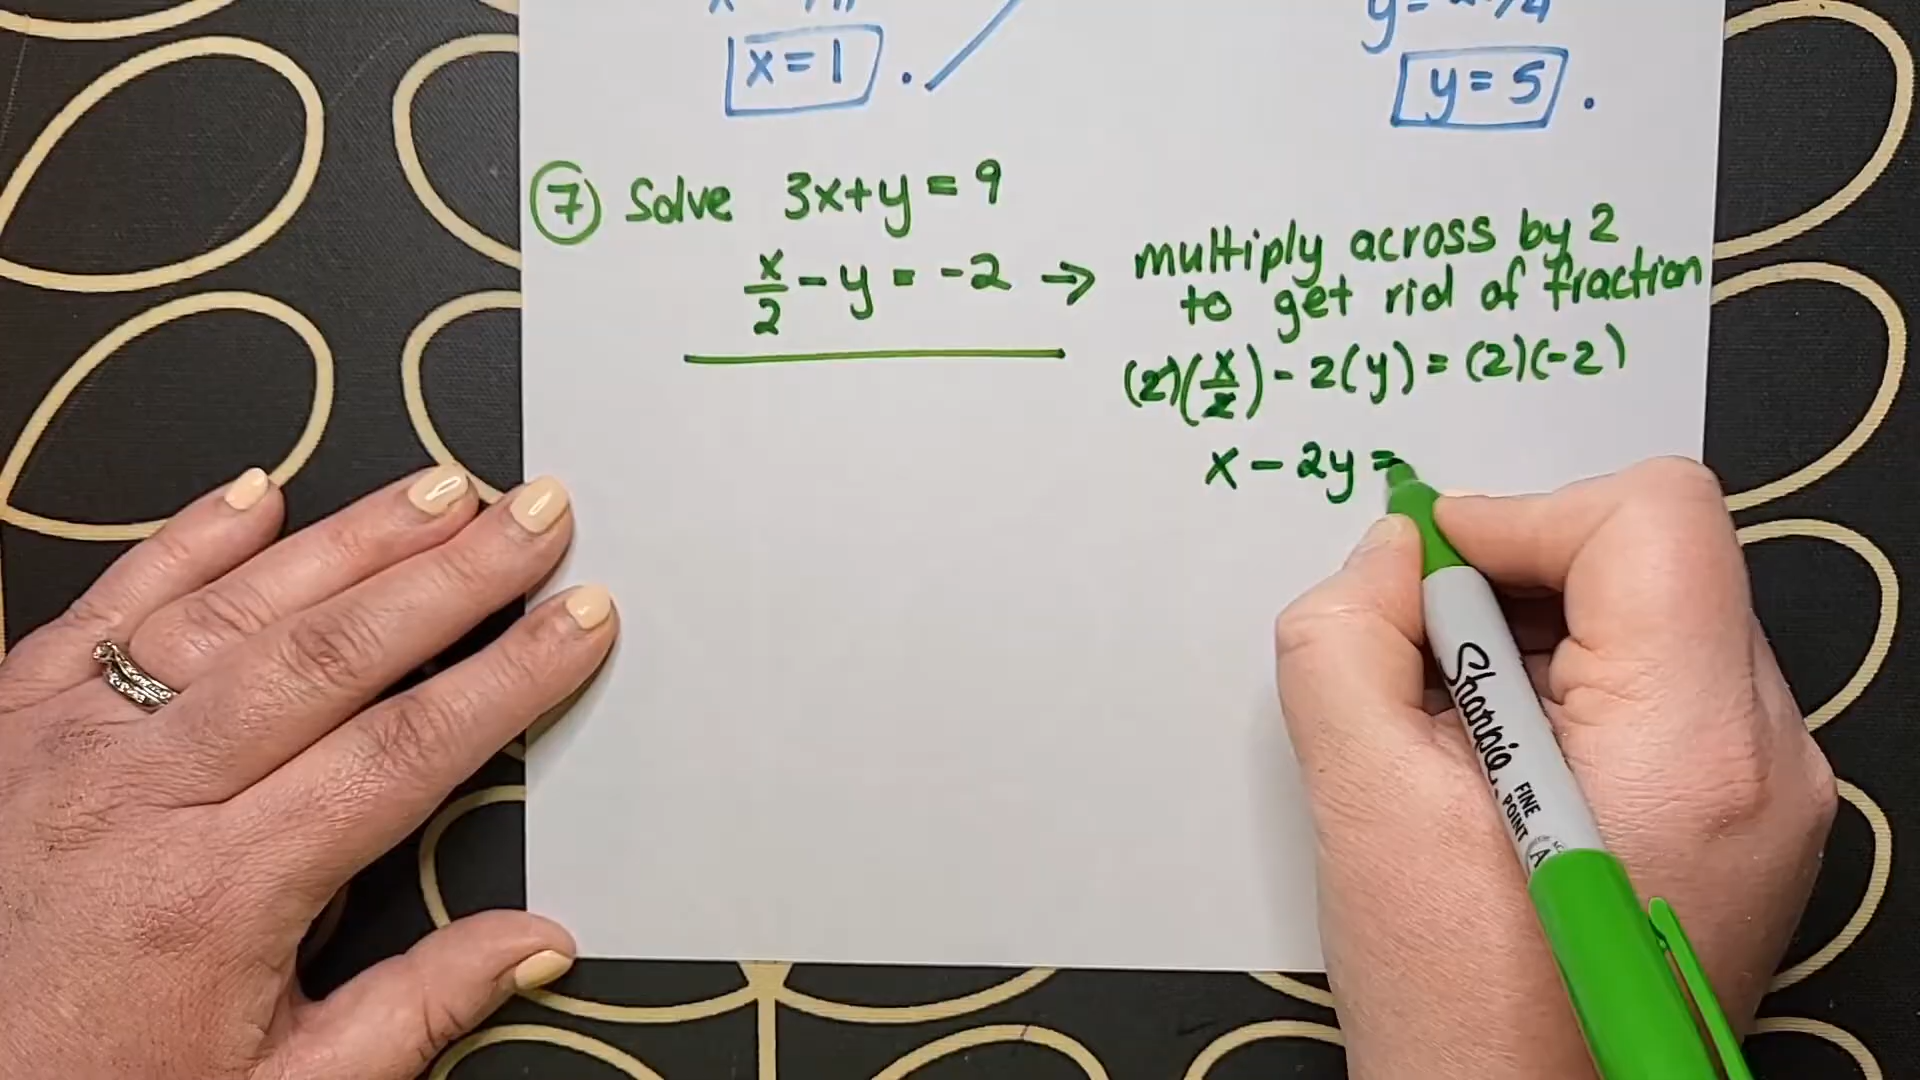 x=1 .
y=5 .
7 Solve 3x+y=9
x/2-y=-2 → multiply across by 2
to get rid of fraction
(2)(x/2)-2(y)=(2)(-2)
x-2y=
Sharpie
FINE
POINT